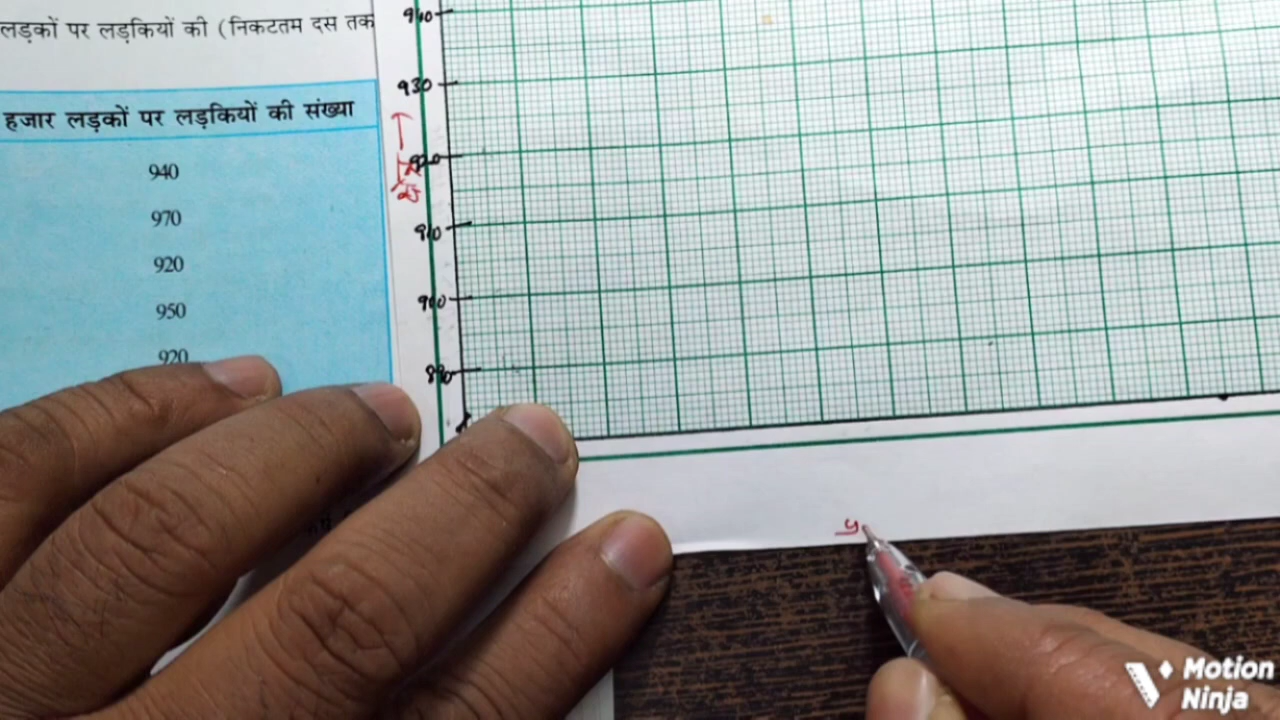 लड़कों पर लड़कियों की (निकटतम दस तक
हजार लड़कों पर लड़कियों की संख्या
940
970
920
950
920
940
930
920
910
900
890
Motion
Ninja